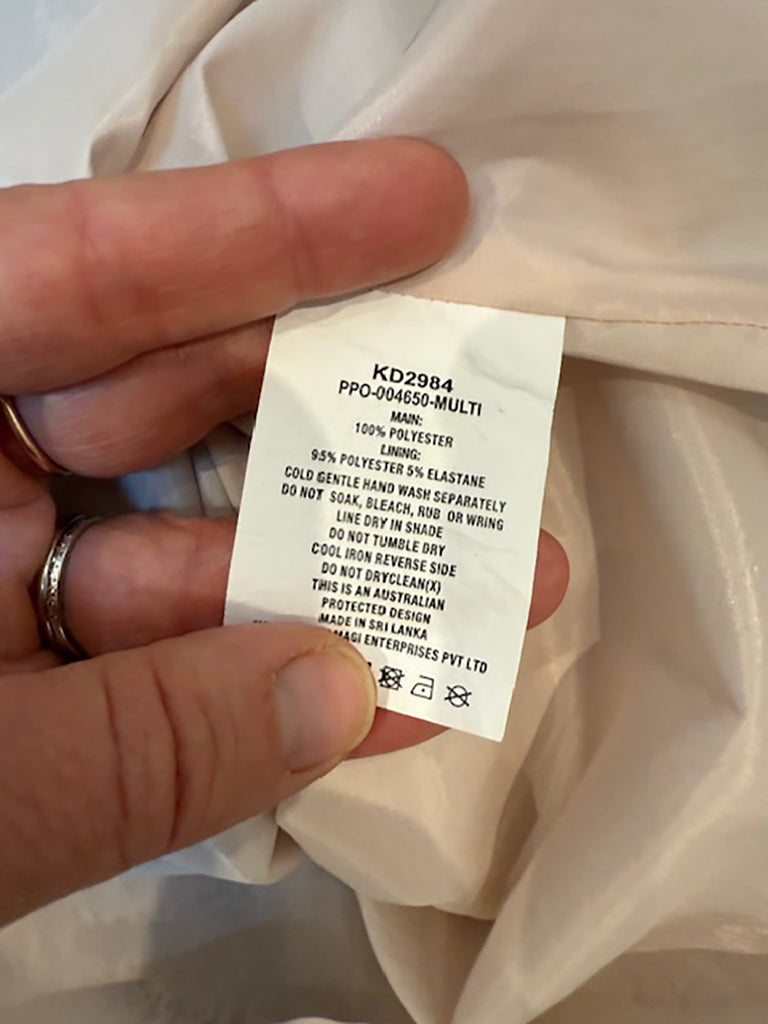 KD2984
PPO-004650-MULTI
MAIN:
100% POLYESTER
LINING:
95% POLYESTER 5% ELASTANE
COLD GENTLE HAND WASH SEPARATELY
DO NOT SOAK, BLEACH, RUB OR WRING
LINE DRY IN SHADE
DO NOT TUMBLE DRY
COOL IRON REVERSE SIDE
DO NOT DRYCLEAN(X)
THIS IS AN AUSTRALIAN
PROTECTED DESIGN
MADE IN SRI LANKA
ENTERPRISES PVT LTD